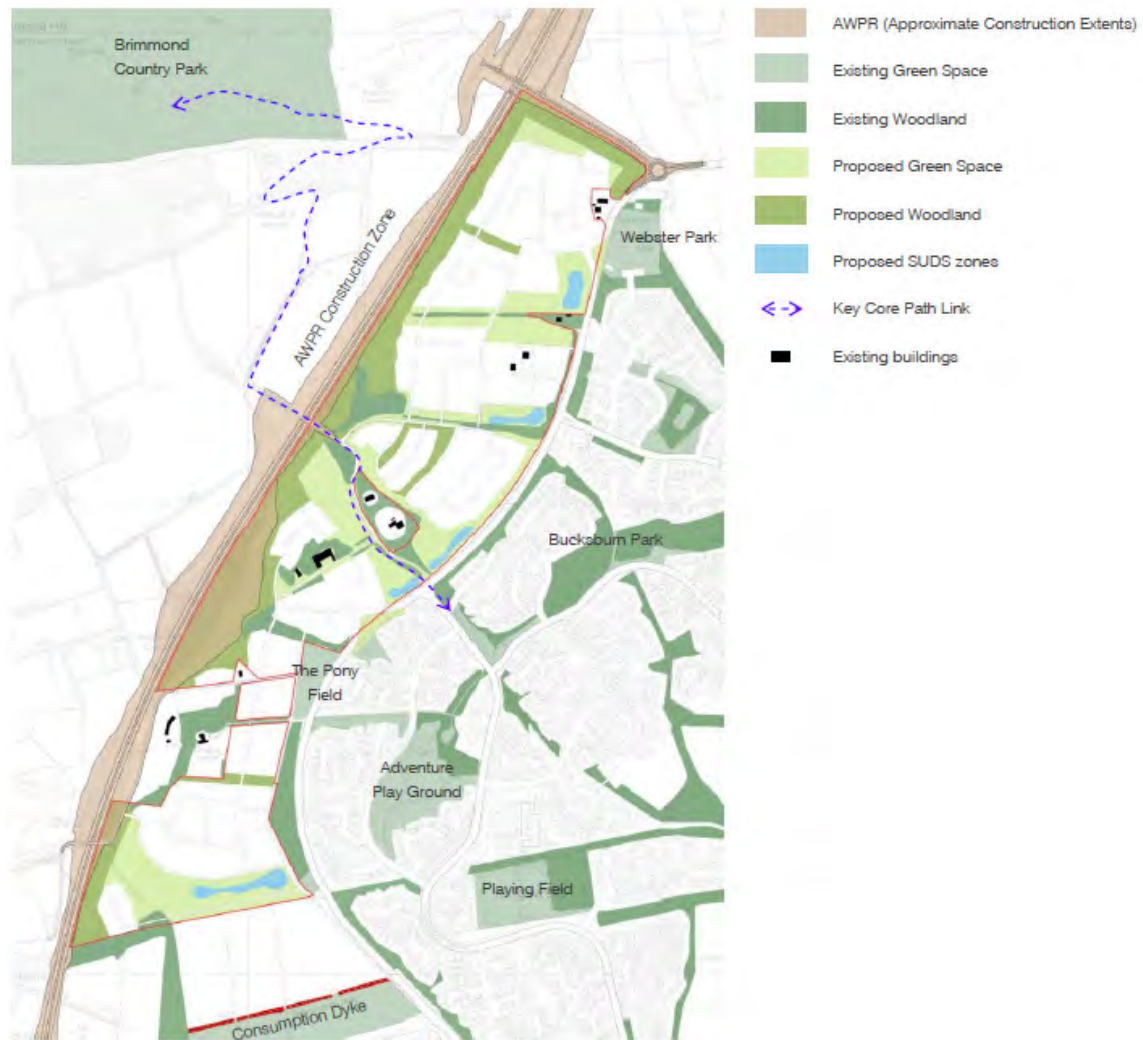 Brimmond
Country Park
AWPR Construction Zone
Webster Park
Bucksburn Park
The Pony
Field
Adventure
Play Ground
Playing Field
Consumption Dyke
AWPR (Approximate Construction Extents)
Existing Green Space
Existing Woodland
Proposed Green Space
Proposed Woodland
Proposed SUDS zones
Key Core Path Link
Existing buildings